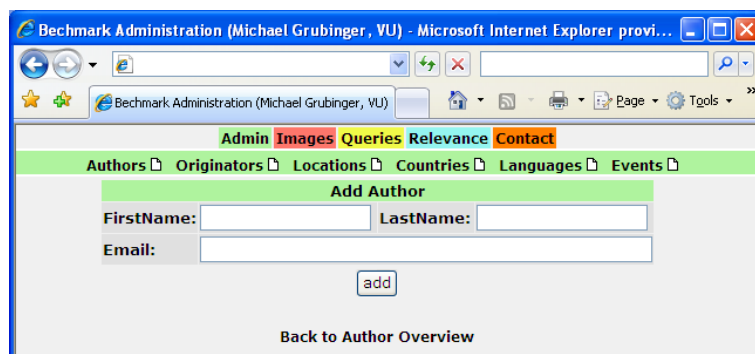 Bechmark Administration (Michael Grubinger, VU) - Microsoft Internet Explorer provi...
Bechmark Administration (Michael Grubinger, VU) Page Tools »
Admin Images Queries Relevance Contact
Authors Originators Locations Countries Languages Events
Add Author
FirstName: LastName:
Email:
add
Back to Author Overview